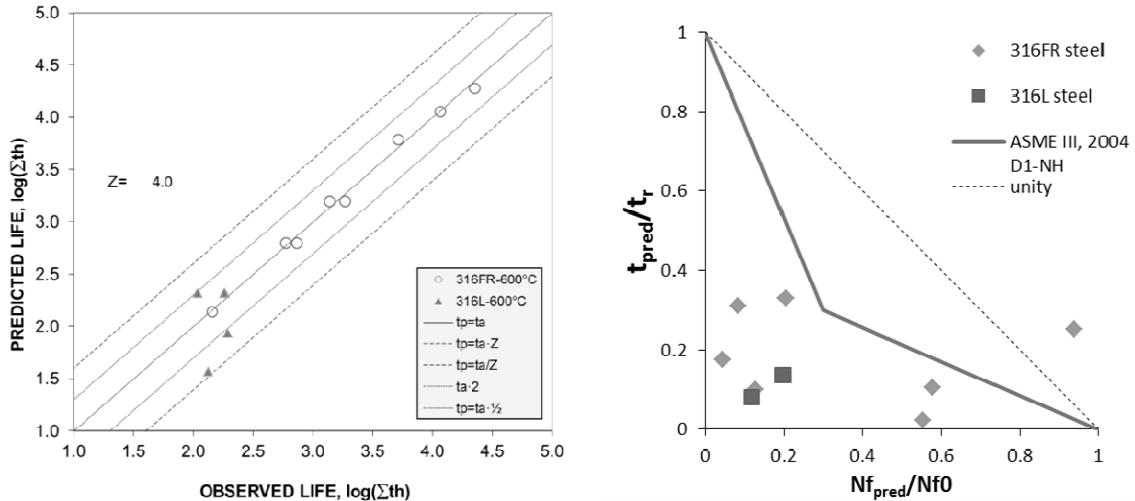 5.0
4.5
4.0
3.5
3.0
2.5
2.0
1.5
1.0
PREDICTED LIFE, log(Σth)
Z= 4.0
316FR-600°C
316L-600°C
tp=ta
tp=ta·Z
tp=ta/Z
ta·2
tp=ta·½
1.0 1.5 2.0 2.5 3.0 3.5 4.0 4.5 5.0
OBSERVED LIFE, log(Σth)
1
0.8
0.6
0.4
0.2
0
tpred/tr
316FR steel
316L steel
ASME III, 2004
D1-NH
unity
0 0.2 0.4 0.6 0.8 1
Nfpred/Nf0